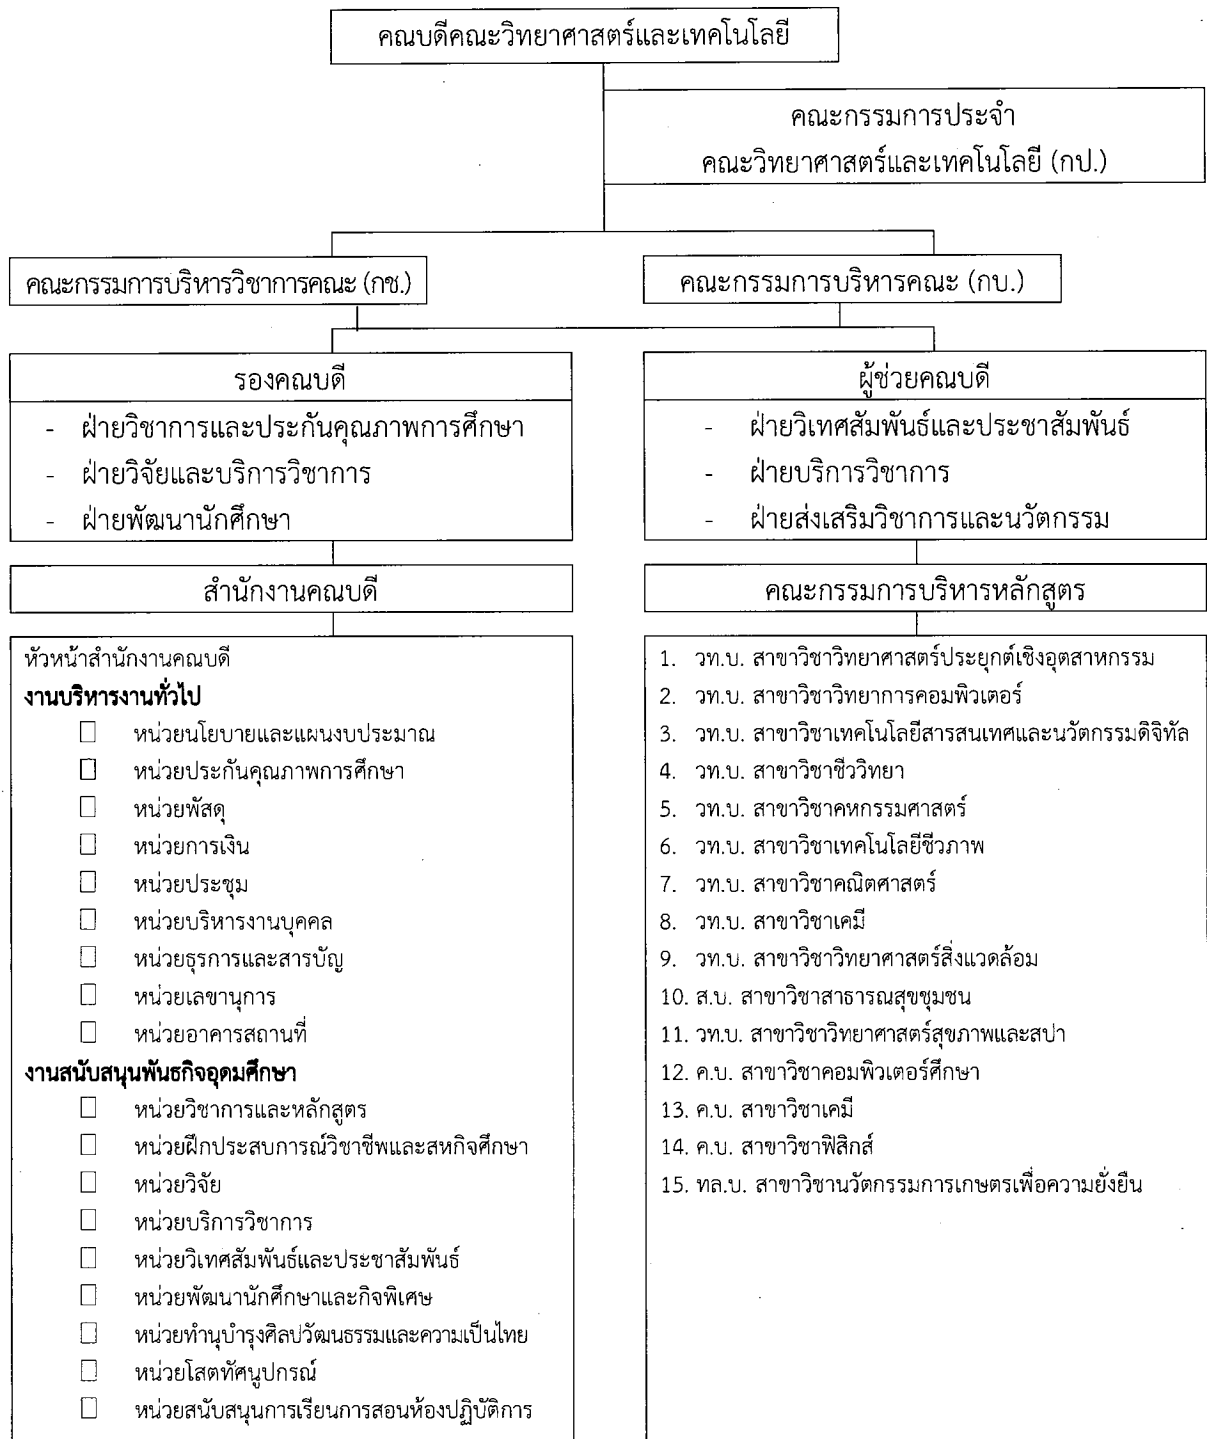 คณบดีคณะวิทยาศาสตร์และเทคโนโลยี
คณะกรรมการประจำ
คณะวิทยาศาสตร์และเทคโนโลยี (กป.)
คณะกรรมการบริหารวิชาการคณะ (กช.)
คณะกรรมการบริหารคณะ (กบ.)
รองคณบดี
- ฝ่ายวิชาการและประกันคุณภาพการศึกษา
- ฝ่ายวิจัยและบริการวิชาการ
- ฝ่ายพัฒนานักศึกษา
ผู้ช่วยคณบดี
- ฝ่ายวิเทศสัมพันธ์และประชาสัมพันธ์
- ฝ่ายบริการวิชาการ
- ฝ่ายส่งเสริมวิชาการและนวัตกรรม
สำนักงานคณบดี
หัวหน้าสำนักงานคณบดี
งานบริหารงานทั่วไป
หน่วยนโยบายและแผนงบประมาณ
หน่วยประกันคุณภาพการศึกษา
หน่วยพัสดุ
หน่วยการเงิน
หน่วยประชุม
หน่วยบริหารงานบุคคล
หน่วยธุรการและสารบัญ
หน่วยเลขานุการ
หน่วยอาคารสถานที่
งานสนับสนุนพันธกิจอุดมศึกษา
หน่วยวิชาการและหลักสูตร
หน่วยฝึกประสบการณ์วิชาชีพและสหกิจศึกษา
หน่วยวิจัย
หน่วยบริการวิชาการ
หน่วยวิเทศสัมพันธ์และประชาสัมพันธ์
หน่วยพัฒนานักศึกษาและกิจพิเศษ
หน่วยทำนุบำรุงศิลปวัฒนธรรมและความเป็นไทย
หน่วยโสตทัศนูปกรณ์
หน่วยสนับสนุนการเรียนการสอนห้องปฏิบัติการ
คณะกรรมการบริหารหลักสูตร
1. วท.บ. สาขาวิชาวิทยาศาสตร์ประยุกต์เชิงอุตสาหกรรม
2. วท.บ. สาขาวิชาวิทยาการคอมพิวเตอร์
3. วท.บ. สาขาวิชาเทคโนโลยีสารสนเทศและนวัตกรรมดิจิทัล
4. วท.บ. สาขาวิชาชีววิทยา
5. วท.บ. สาขาวิชาคหกรรมศาสตร์
6. วท.บ. สาขาวิชาเทคโนโลยีชีวภาพ
7. วท.บ. สาขาวิชาคณิตศาสตร์
8. วท.บ. สาขาวิชาเคมี
9. วท.บ. สาขาวิชาวิทยาศาสตร์สิ่งแวดล้อม
10. ส.บ. สาขาวิชาสาธารณสุขชุมชน
11. วท.บ. สาขาวิชาวิทยาศาสตร์สุขภาพและสปา
12. ค.บ. สาขาวิชาคอมพิวเตอร์ศึกษา
13. ค.บ. สาขาวิชาเคมี
14. ค.บ. สาขาวิชาฟิสิกส์
15. ทล.บ. สาขาวิชานวัตกรรมการเกษตรเพื่อความยั่งยืน